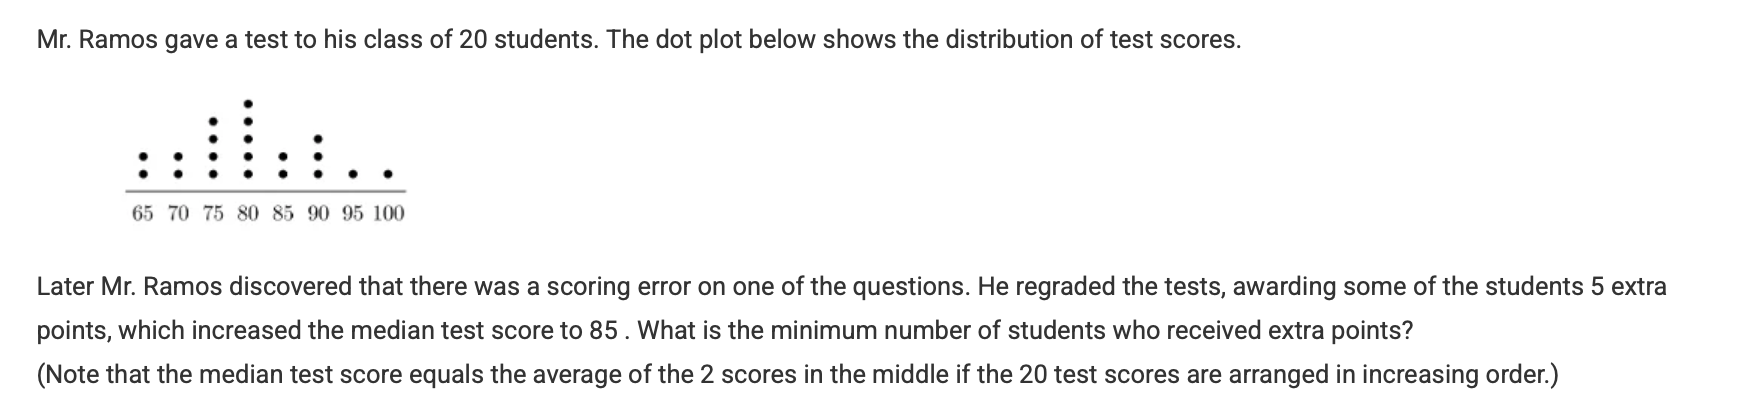 Mr. Ramos gave a test to his class of 20 students. The dot plot below shows the distribution of test scores.
65 70 75 80 85 90 95 100
Later Mr. Ramos discovered that there was a scoring error on one of the questions. He regraded the tests, awarding some of the students 5 extra
points, which increased the median test score to 85 . What is the minimum number of students who received extra points?
(Note that the median test score equals the average of the 2 scores in the middle if the 20 test scores are arranged in increasing order.)